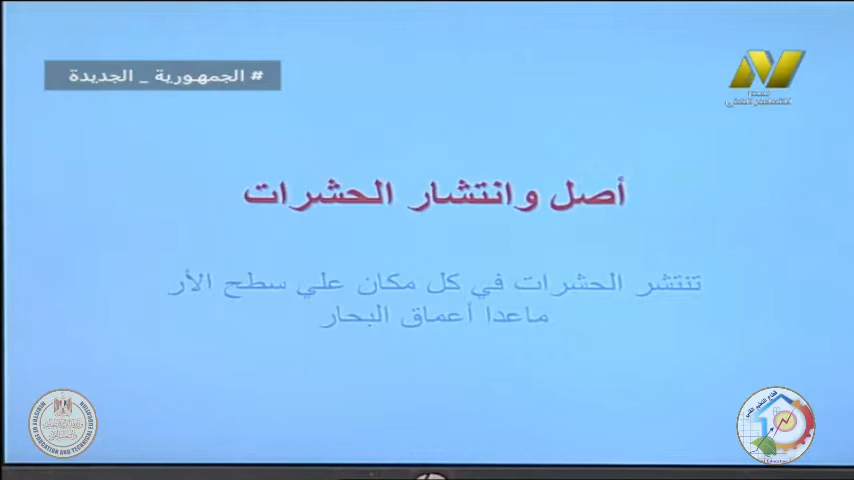 # الجمهورية _ الجديدة
أصل وانتشار الحشرات
تنتشر الحشرات في كل مكان علي سطح الأر
ماعدا أعماق البحار